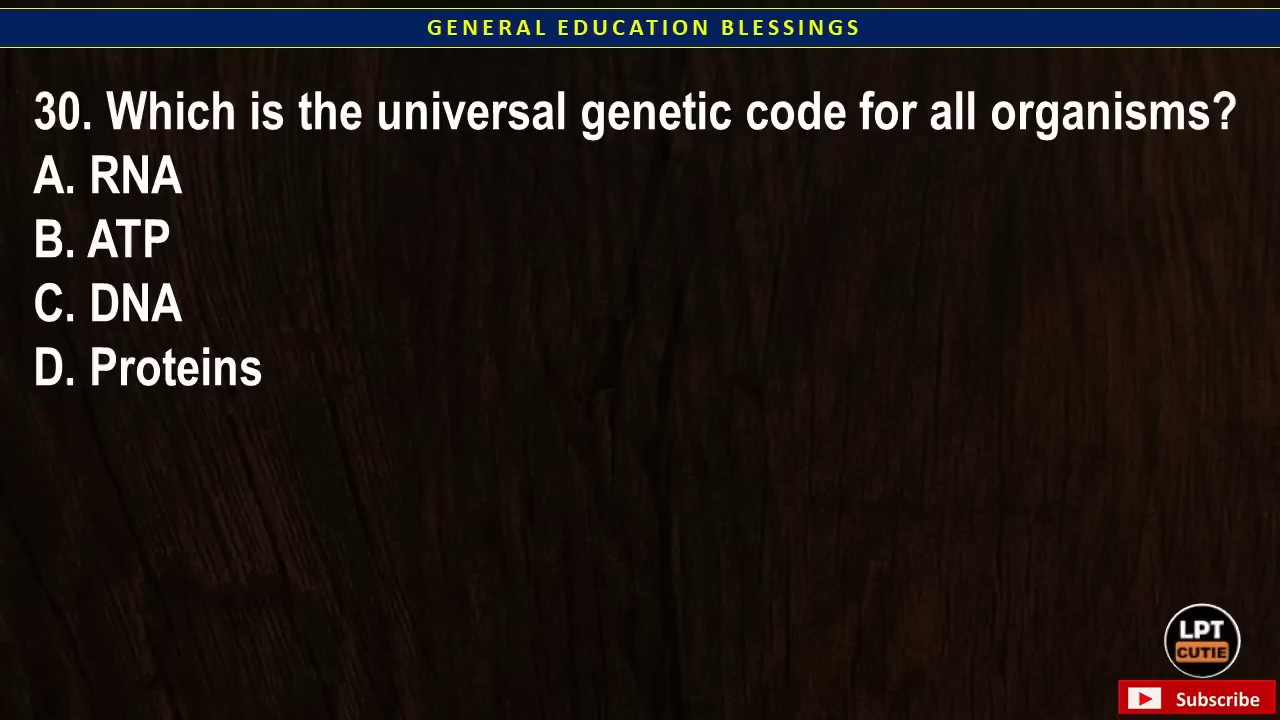 GENERAL EDUCATION BLESSINGS
30. Which is the universal genetic code for all organisms?
A. RNA
B. ATP
C. DNA
D. Proteins
LPT
CUTIE
Subscribe